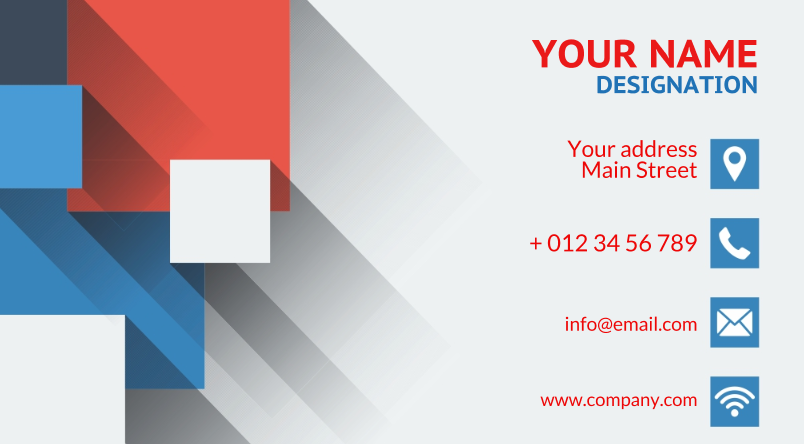 YOUR NAME
DESIGNATION
Your address
Main Street
+ 012 34 56 789
info@email.com
www.company.com